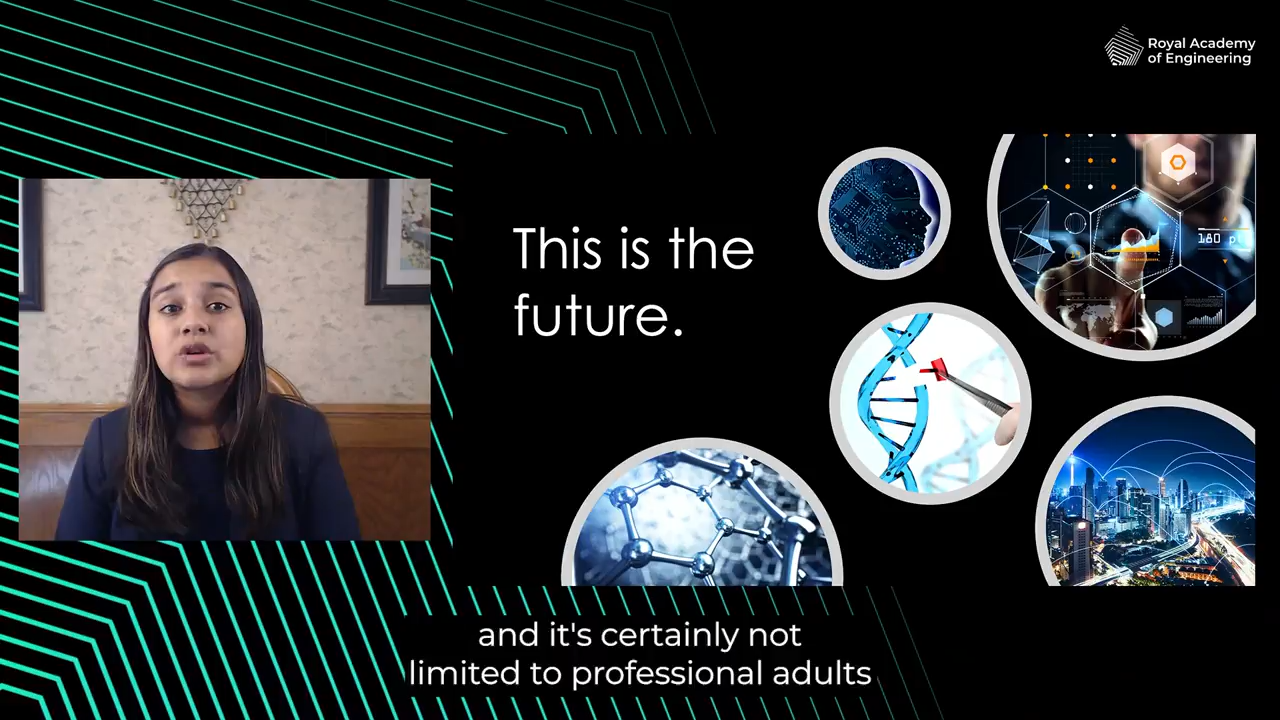 Royal Academy
of Engineering
This is the
future.
180 p
and it's certainly not
limited to professional adults